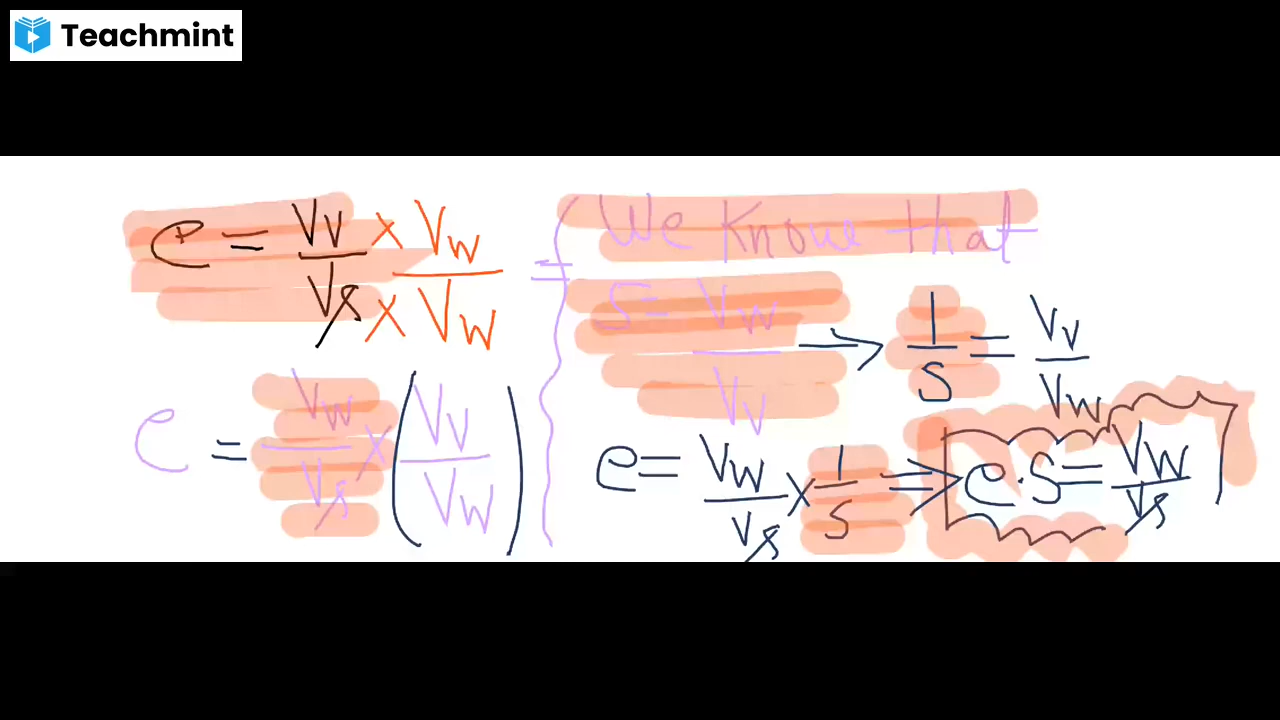 Teachmint
e = Vv/Vs × Vw/× Vw =
e = Vw/Vs × (Vv/Vw)
We Know that
S = Vw/Vv → 1/S = Vv/Vw
e = Vw/Vs × 1/S ⇒ e·S = Vw/Vs